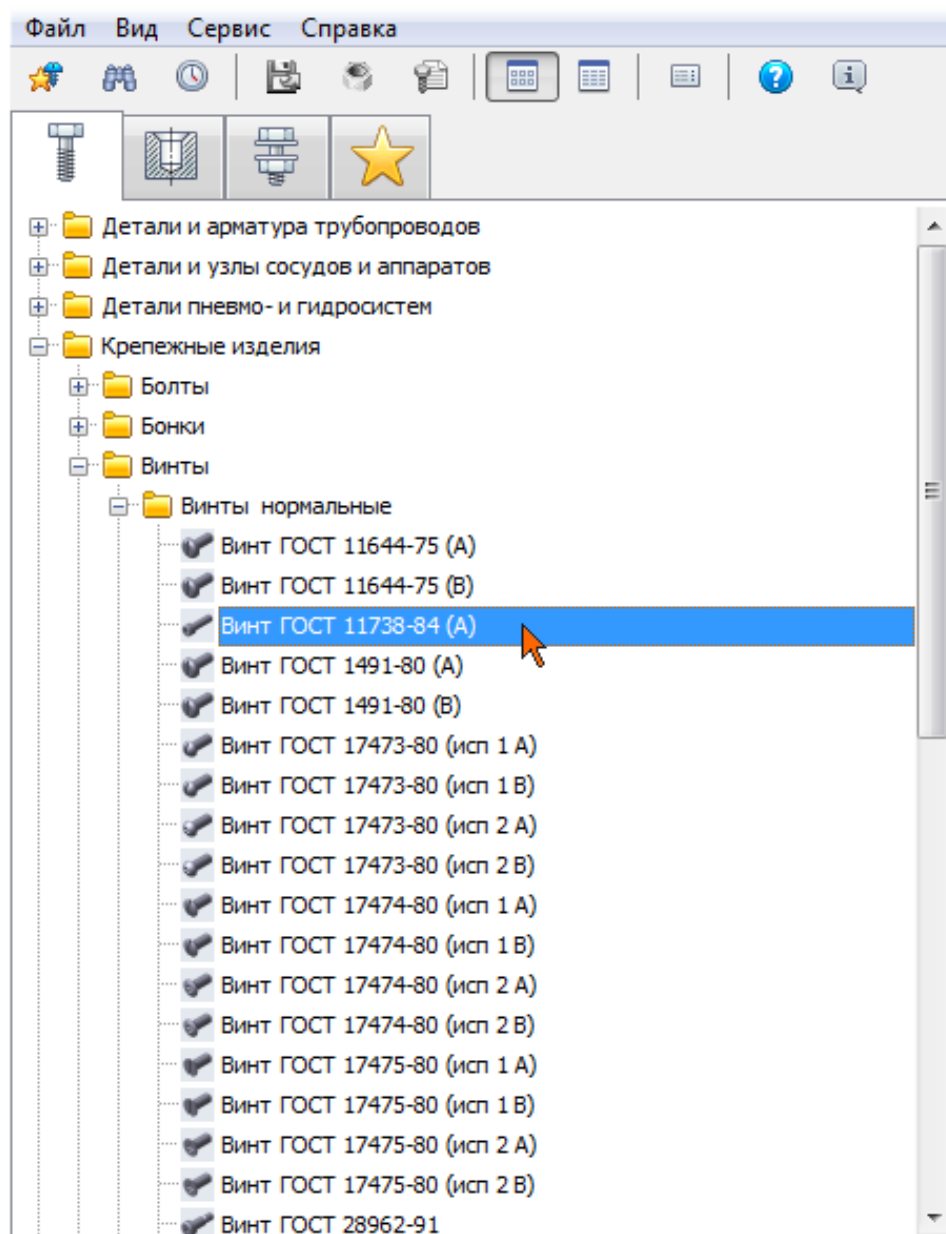 Файл Вид Сервис Справка
Детали и арматура трубопроводов
Детали и узлы сосудов и аппаратов
Детали пневмо- и гидросистем
Крепежные изделия
Болты
Бонки
Винты
Винты нормальные
Винт ГОСТ 11644-75 (А)
Винт ГОСТ 11644-75 (В)
Винт ГОСТ 11738-84 (А)
Винт ГОСТ 1491-80 (А)
Винт ГОСТ 1491-80 (В)
Винт ГОСТ 17473-80 (исп 1 А)
Винт ГОСТ 17473-80 (исп 1 В)
Винт ГОСТ 17473-80 (исп 2 А)
Винт ГОСТ 17473-80 (исп 2 В)
Винт ГОСТ 17474-80 (исп 1 А)
Винт ГОСТ 17474-80 (исп 1 В)
Винт ГОСТ 17474-80 (исп 2 А)
Винт ГОСТ 17474-80 (исп 2 В)
Винт ГОСТ 17475-80 (исп 1 А)
Винт ГОСТ 17475-80 (исп 1 В)
Винт ГОСТ 17475-80 (исп 2 А)
Винт ГОСТ 17475-80 (исп 2 В)
Винт ГОСТ 28962-91